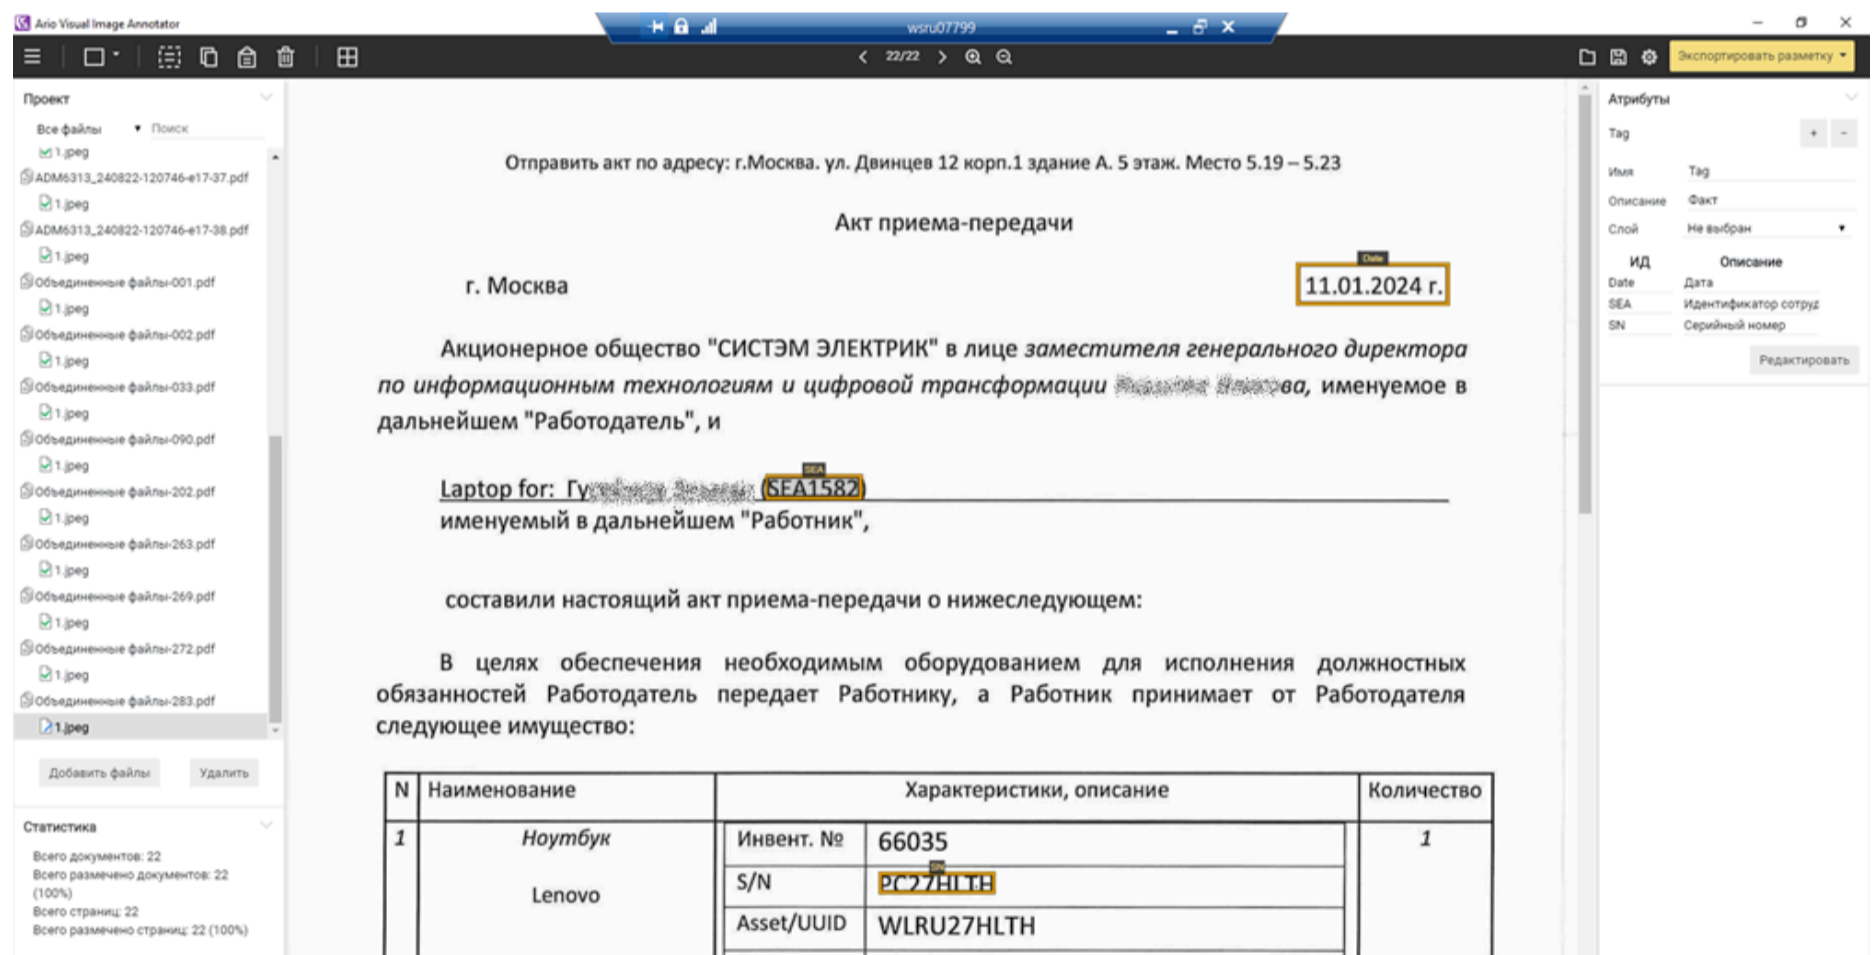 Ario Visual Image Annotator
wsru07799
22/22
Экспортировать разметку
Проект
Все файлы
Поиск
1.jpeg
ADM6313_240822-120746-e17-37.pdf
1.jpeg
ADM6313_240822-120746-e17-38.pdf
1.jpeg
Объединенные файлы-001.pdf
1.jpeg
Объединенные файлы-002.pdf
1.jpeg
Объединенные файлы-033.pdf
1.jpeg
Объединенные файлы-090.pdf
1.jpeg
Объединенные файлы-202.pdf
1.jpeg
Объединенные файлы-263.pdf
1.jpeg
Объединенные файлы-269.pdf
1.jpeg
Объединенные файлы-272.pdf
1.jpeg
Объединенные файлы-283.pdf
1.jpeg
Добавить файлы
Удалить
Статистика
Всего документов: 22
Всего размечено документов: 22
(100%)
Всего страниц: 22
Всего размечено страниц: 22 (100%)
Отправить акт по адресу: г.Москва. ул. Двинцев 12 корп.1 здание А. 5 этаж. Место 5.19 – 5.23
Акт приема-передачи
Date
г. Москва 11.01.2024 г.
Акционерное общество "СИСТЭМ ЭЛЕКТРИК" в лице заместителя генерального директора
по информационным технологиям и цифровой трансформации ва, именуемое в
дальнейшем "Работодатель", и
SEA
Laptop for: Гу (SEA1582)
именуемый в дальнейшем "Работник",
составили настоящий акт приема-передачи о нижеследующем:
В целях обеспечения необходимым оборудованием для исполнения должностных
обязанностей Работодатель передает Работнику, а Работник принимает от Работодателя
следующее имущество:
N Наименование Характеристики, описание Количество
1 Ноутбук Инвент. № 66035 1
SN
S/N PC27HLTH
Lenovo
Asset/UUID WLRU27HLTH
Атрибуты
Tag + -
Имя Tag
Описание Факт
Слой Не выбран
ИД Описание
Date Дата
SEA Идентификатор сотруд
SN Серийный номер
Редактировать